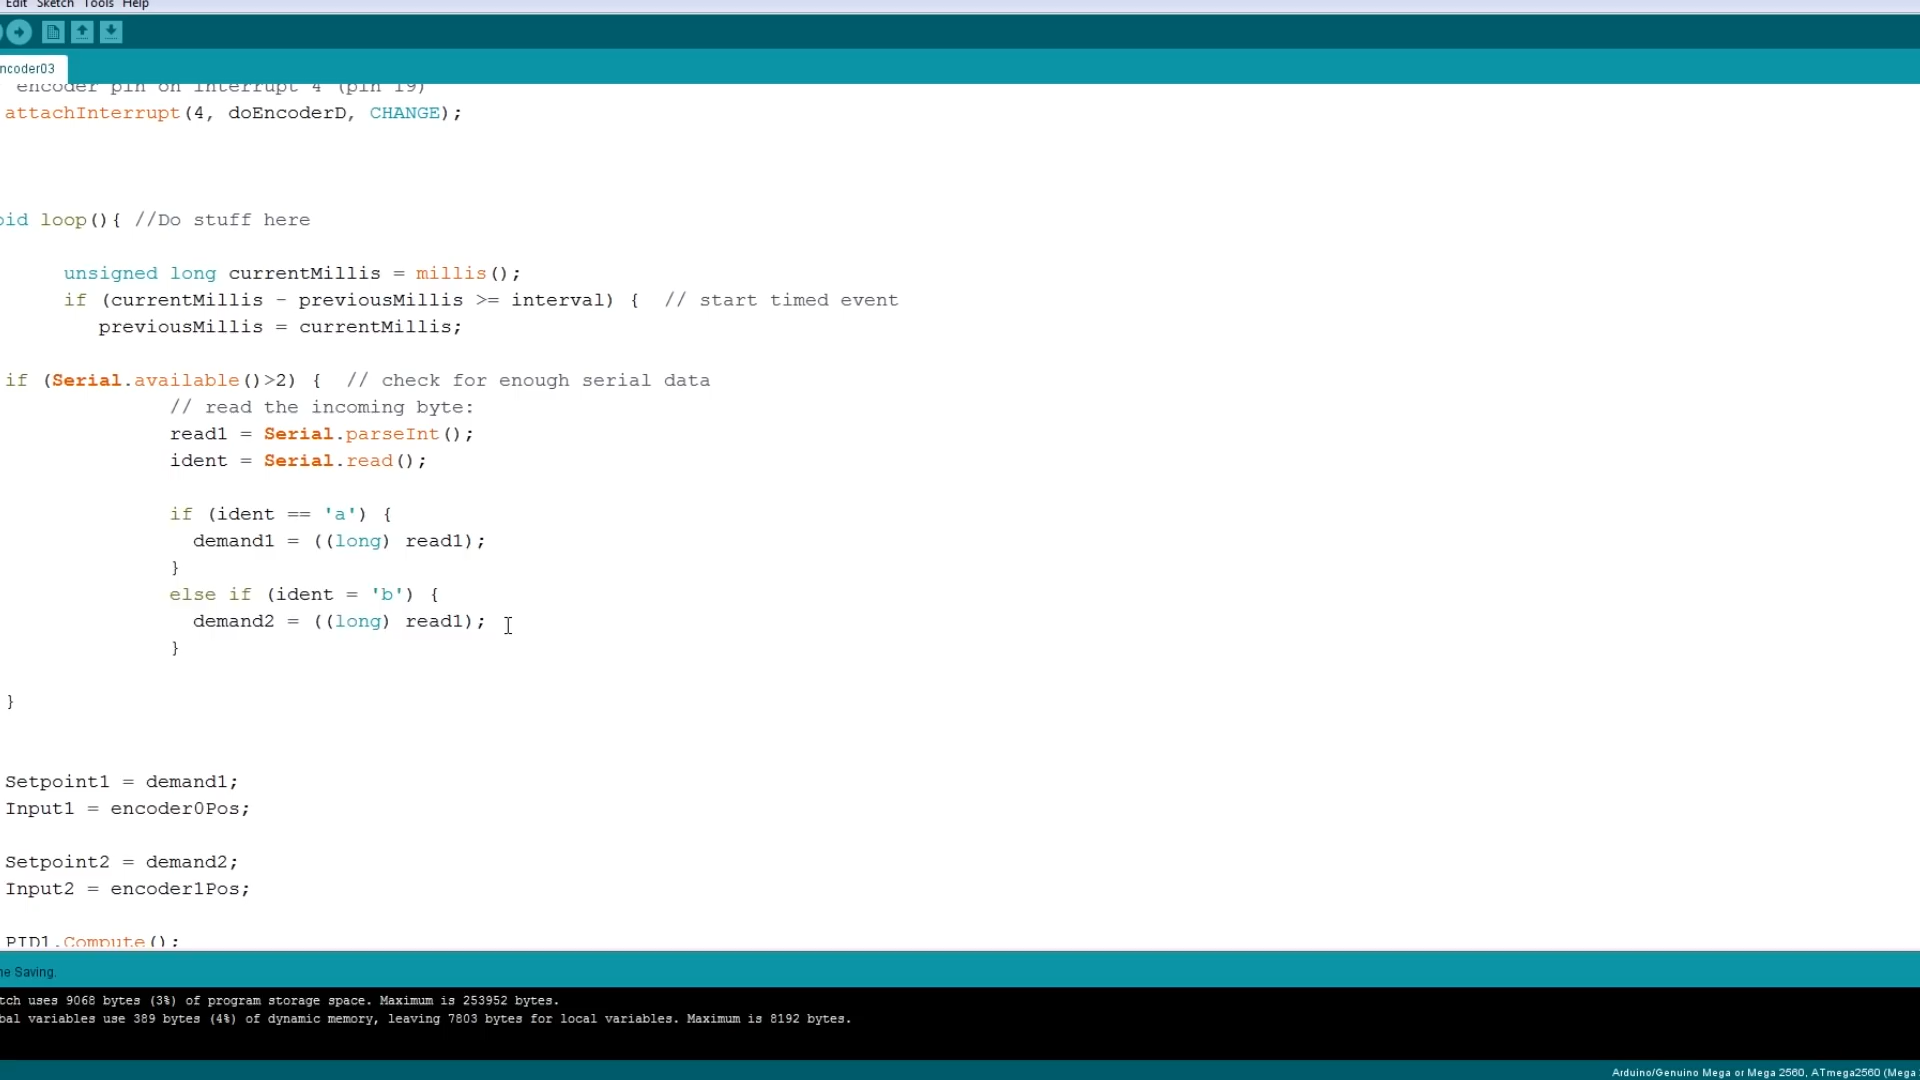 Edit Sketch Tools Help
ncoder03
encoder pin on interrupt 4 (pin 19)
attachInterrupt(4, doEncoderD, CHANGE);
oid loop(){ //Do stuff here
unsigned long currentMillis = millis();
if (currentMillis - previousMillis >= interval) {  // start timed event
previousMillis = currentMillis;
if (Serial.available()>2) {  // check for enough serial data
// read the incoming byte:
read1 = Serial.parseInt();
ident = Serial.read();
if (ident == 'a') {
demand1 = ((long) read1);
}
else if (ident = 'b') {
demand2 = ((long) read1);
}
}
Setpoint1 = demand1;
Input1 = encoder0Pos;
Setpoint2 = demand2;
Input2 = encoder1Pos;
PID1.Compute();
ne Saving.
tch uses 9068 bytes (3%) of program storage space. Maximum is 253952 bytes.
bal variables use 389 bytes (4%) of dynamic memory, leaving 7803 bytes for local variables. Maximum is 8192 bytes.
Arduino/Genuino Mega or Mega 2560, ATmega2560 (Mega